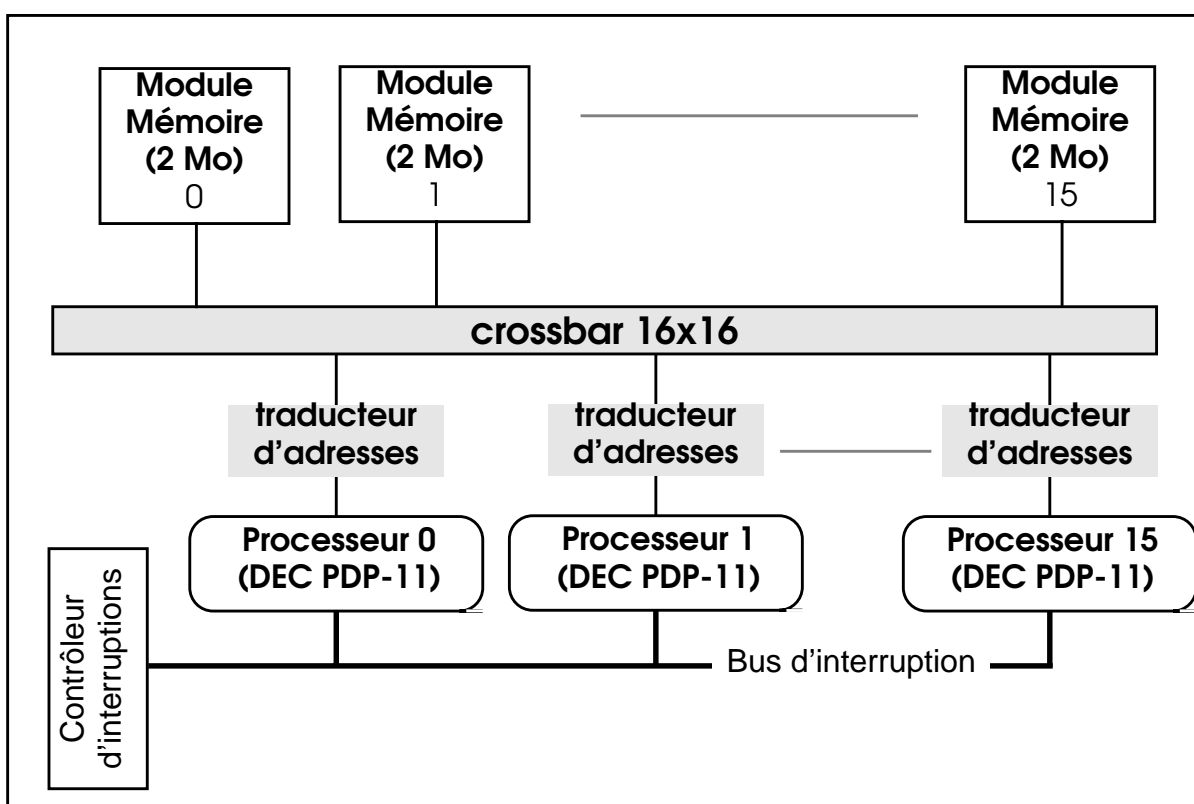 Module
Mémoire
(2 Mo)
0
Module
Mémoire
(2 Mo)
1
Module
Mémoire
(2 Mo)
15
crossbar 16x16
traducteur
d'adresses
traducteur
d'adresses
traducteur
d'adresses
Processeur 0
(DEC PDP-11)
Processeur 1
(DEC PDP-11)
Processeur 15
(DEC PDP-11)
Contrôleur
d'interruptions
Bus d'interruption